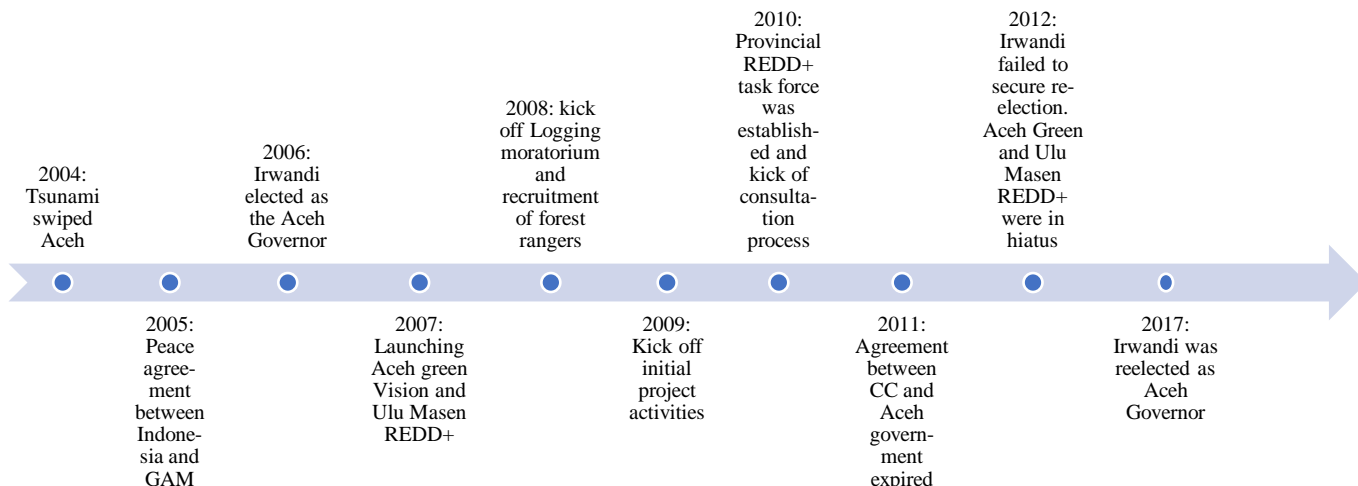 2004:
Tsunami
swiped
Aceh
2005:
Peace
agree-
ment
between
Indone-
sia and
GAM
2006:
Irwandi
elected as
the Aceh
Governor
2007:
Launching
Aceh green
Vision and
Ulu Masen
REDD+
2008: kick
off Logging
moratorium
and
recruitment
of forest
rangers
2009:
Kick off
initial
project
activities
2010:
Provincial
REDD+
task force
was
establish-
ed and
kick of
consulta-
tion
process
2011:
Agreement
between
CC and
Aceh
govern-
ment
expired
2012:
Irwandi
failed to
secure re-
election.
Aceh Green
and Ulu
Masen
REDD+
were in
hiatus
2017:
Irwandi was
reelected as
Aceh
Governor